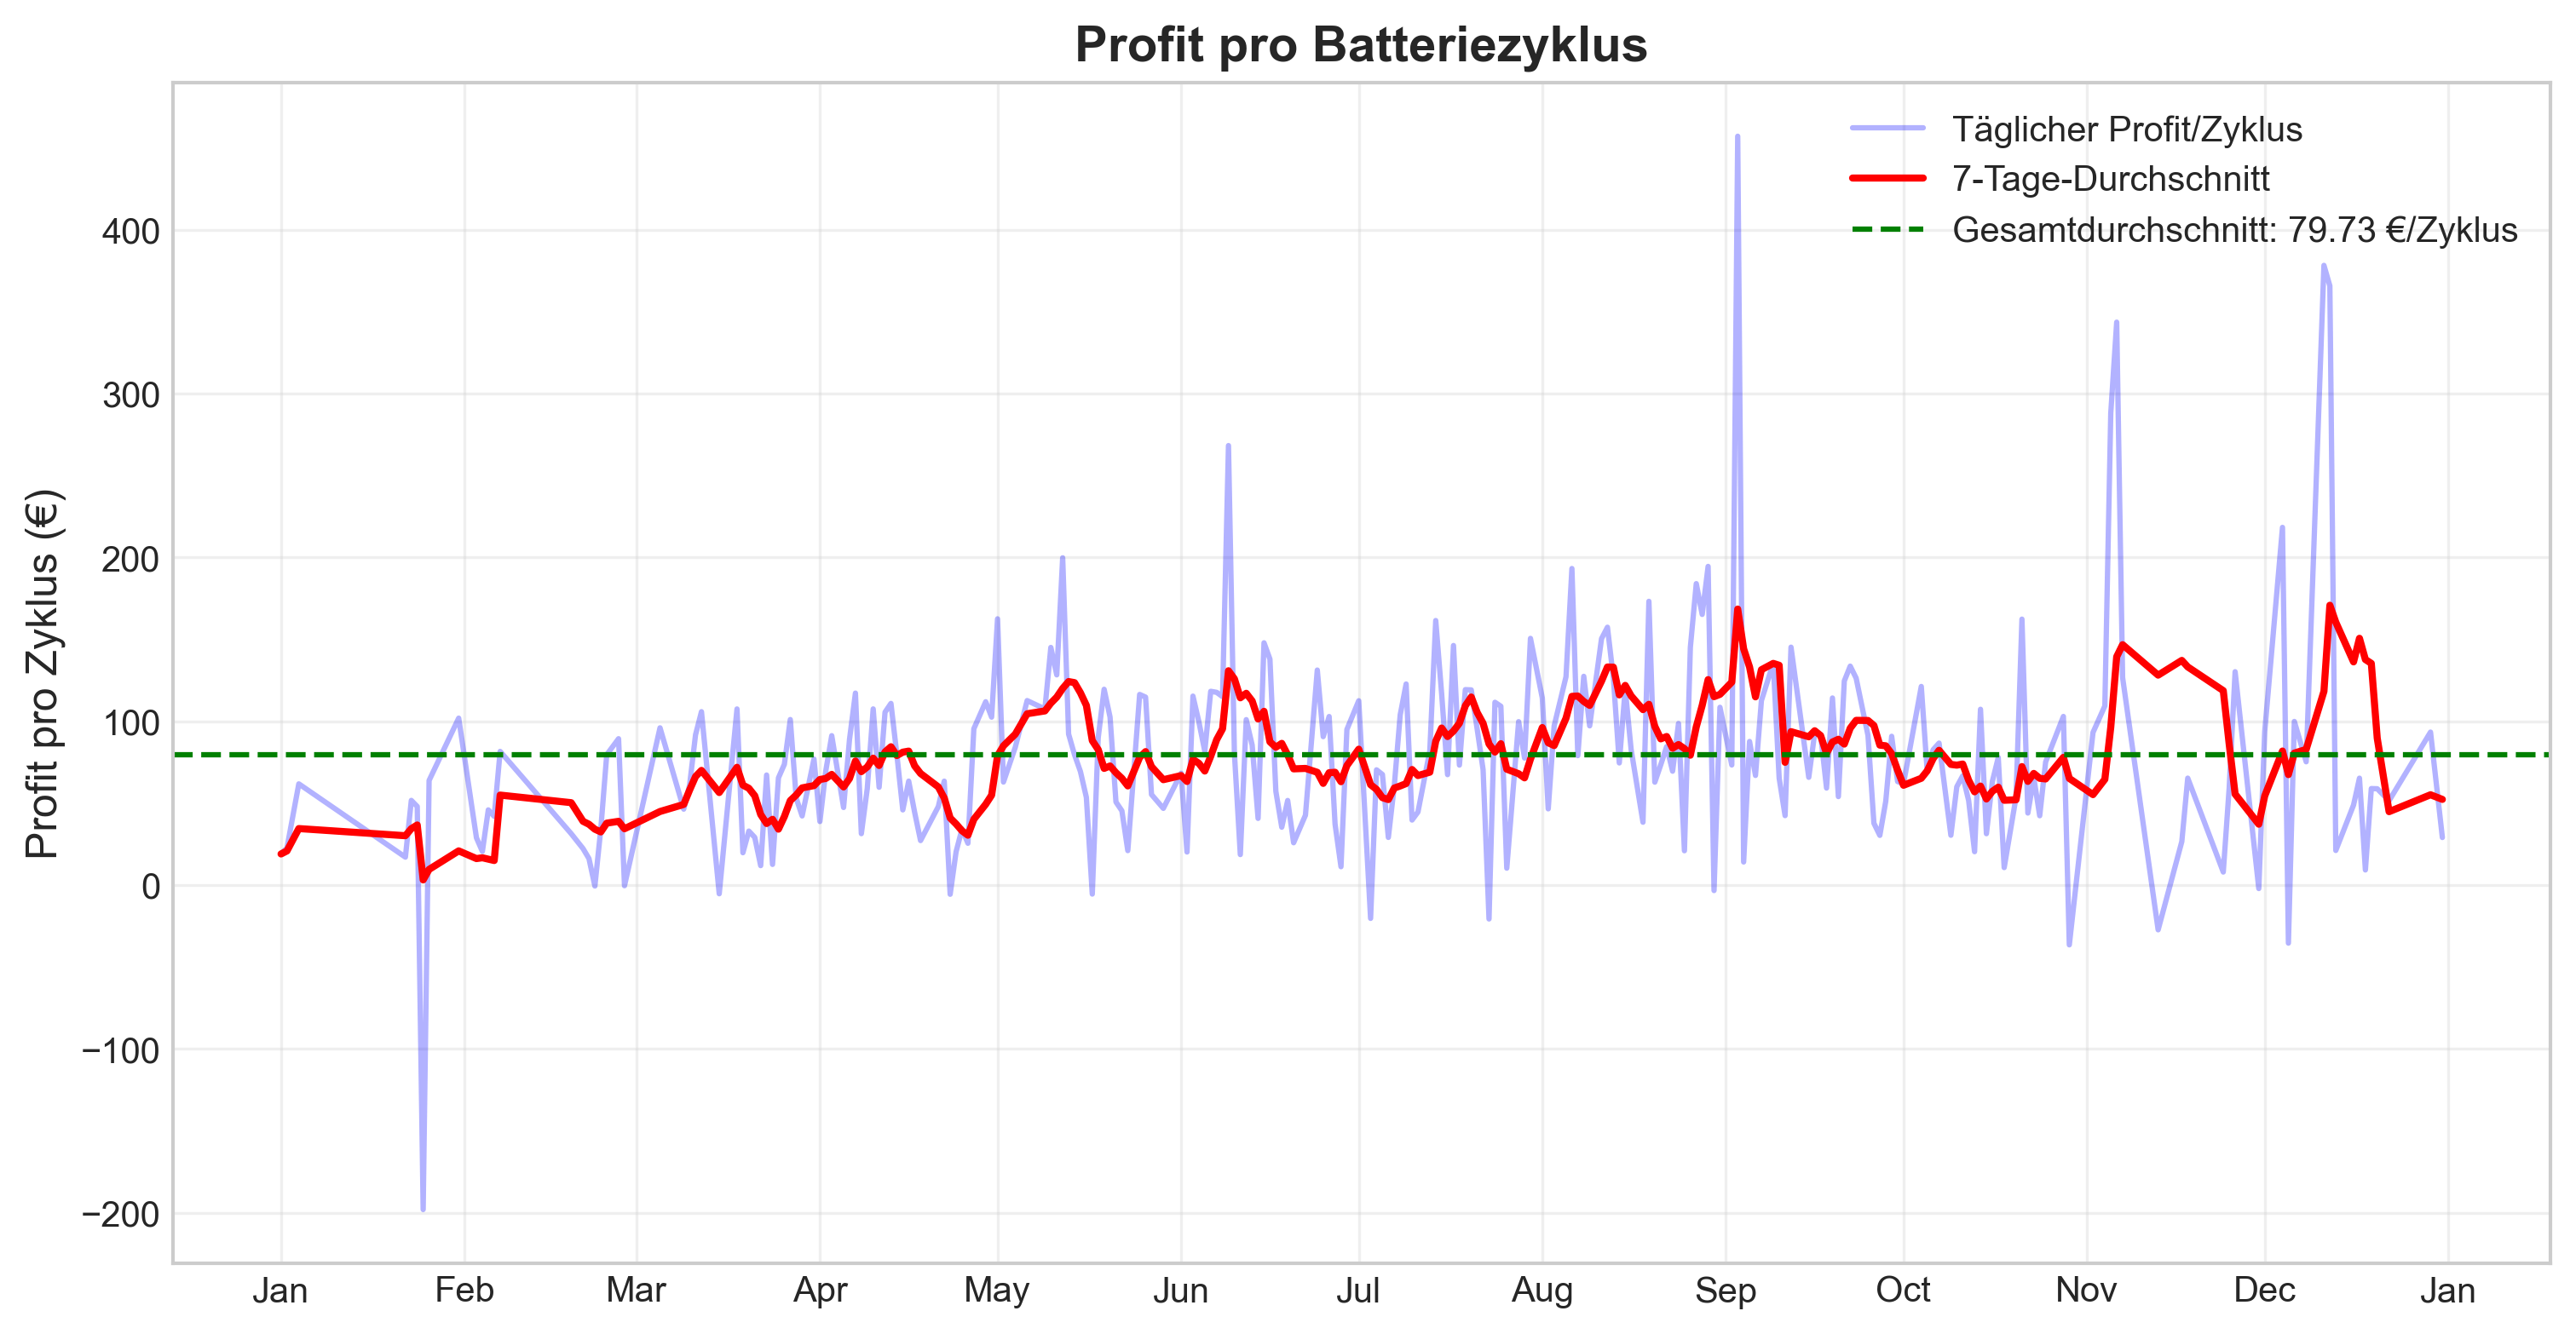 Profit pro Batteriezyklus
Täglicher Profit/Zyklus
7-Tage-Durchschnitt
Gesamtdurchschnitt: 79.73 €/Zyklus
Profit pro Zyklus (€)
400
300
200
100
0
−100
−200
Jan Feb Mar Apr May Jun Jul Aug Sep Oct Nov Dec Jan